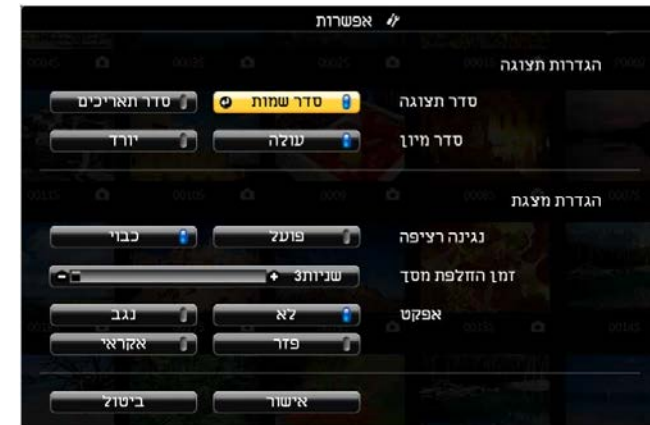 אפשרות
הגדרות תצוגה
סדר תצוגה סדר שמות סדר תאריכים
סדר מיון עולה יורד
הגדרת מצגת
נגינה רציפה פועל כבוי
זמן החלפת מסך שניות3
אפקט לא נגב
פזר אקראי
אישור ביטול